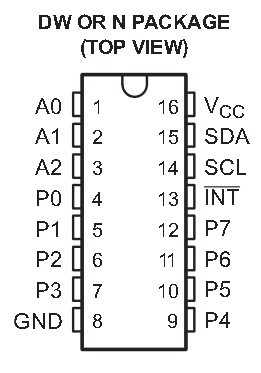 DW OR N PACKAGE
(TOP VIEW)
A0 1 16 VCC
A1 2 15 SDA
A2 3 14 SCL
P0 4 13 INT
P1 5 12 P7
P2 6 11 P6
P3 7 10 P5
GND 8 9 P4